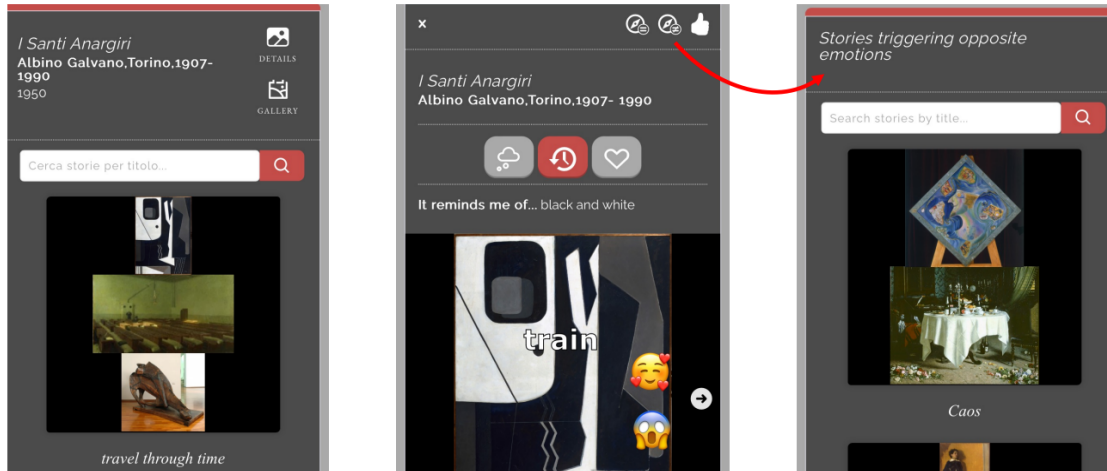 I Santi Anargiri
Albino Galvano,Torino,1907-
1990
1950
DETAILS
GALLERY
Cerca storie per titolo...
travel through time
x
I Santi Anargiri
Albino Galvano,Torino,1907- 1990
It reminds me of... black and white
train
Stories triggering opposite
emotions
Search stories by title...
Caos